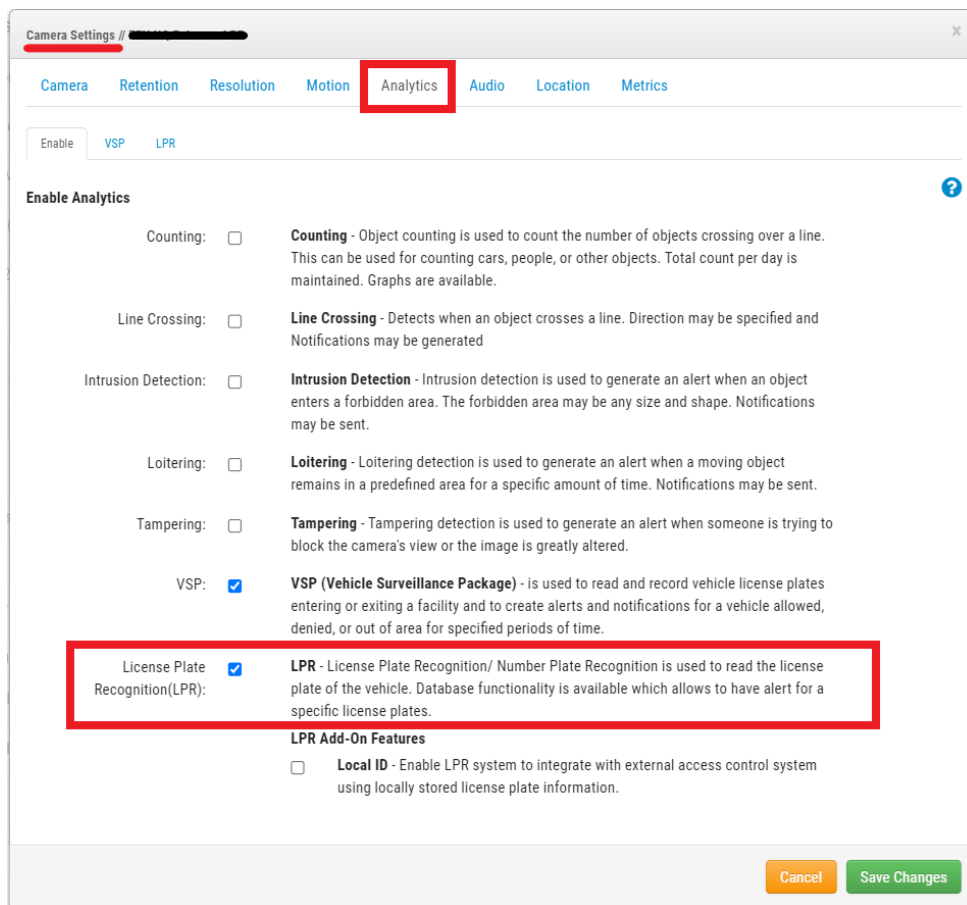 Camera Settings //
x
Camera Retention Resolution Motion Analytics Audio Location Metrics
Enable VSP LPR
?
Enable Analytics
Counting: Counting - Object counting is used to count the number of objects crossing over a line.
This can be used for counting cars, people, or other objects. Total count per day is
maintained. Graphs are available.
Line Crossing: Line Crossing - Detects when an object crosses a line. Direction may be specified and
Notifications may be generated
Intrusion Detection: Intrusion Detection - Intrusion detection is used to generate an alert when an object
enters a forbidden area. The forbidden area may be any size and shape. Notifications
may be sent.
Loitering: Loitering - Loitering detection is used to generate an alert when a moving object
remains in a predefined area for a specific amount of time. Notifications may be sent.
Tampering: Tampering - Tampering detection is used to generate an alert when someone is trying to
block the camera's view or the image is greatly altered.
VSP: VSP (Vehicle Surveillance Package) - is used to read and record vehicle license plates
entering or exiting a facility and to create alerts and notifications for a vehicle allowed,
denied, or out of area for specified periods of time.
License Plate LPR - License Plate Recognition/ Number Plate Recognition is used to read the license
Recognition(LPR): plate of the vehicle. Database functionality is available which allows to have alert for a
specific license plates.
LPR Add-On Features
Local ID - Enable LPR system to integrate with external access control system
using locally stored license plate information.
Cancel Save Changes